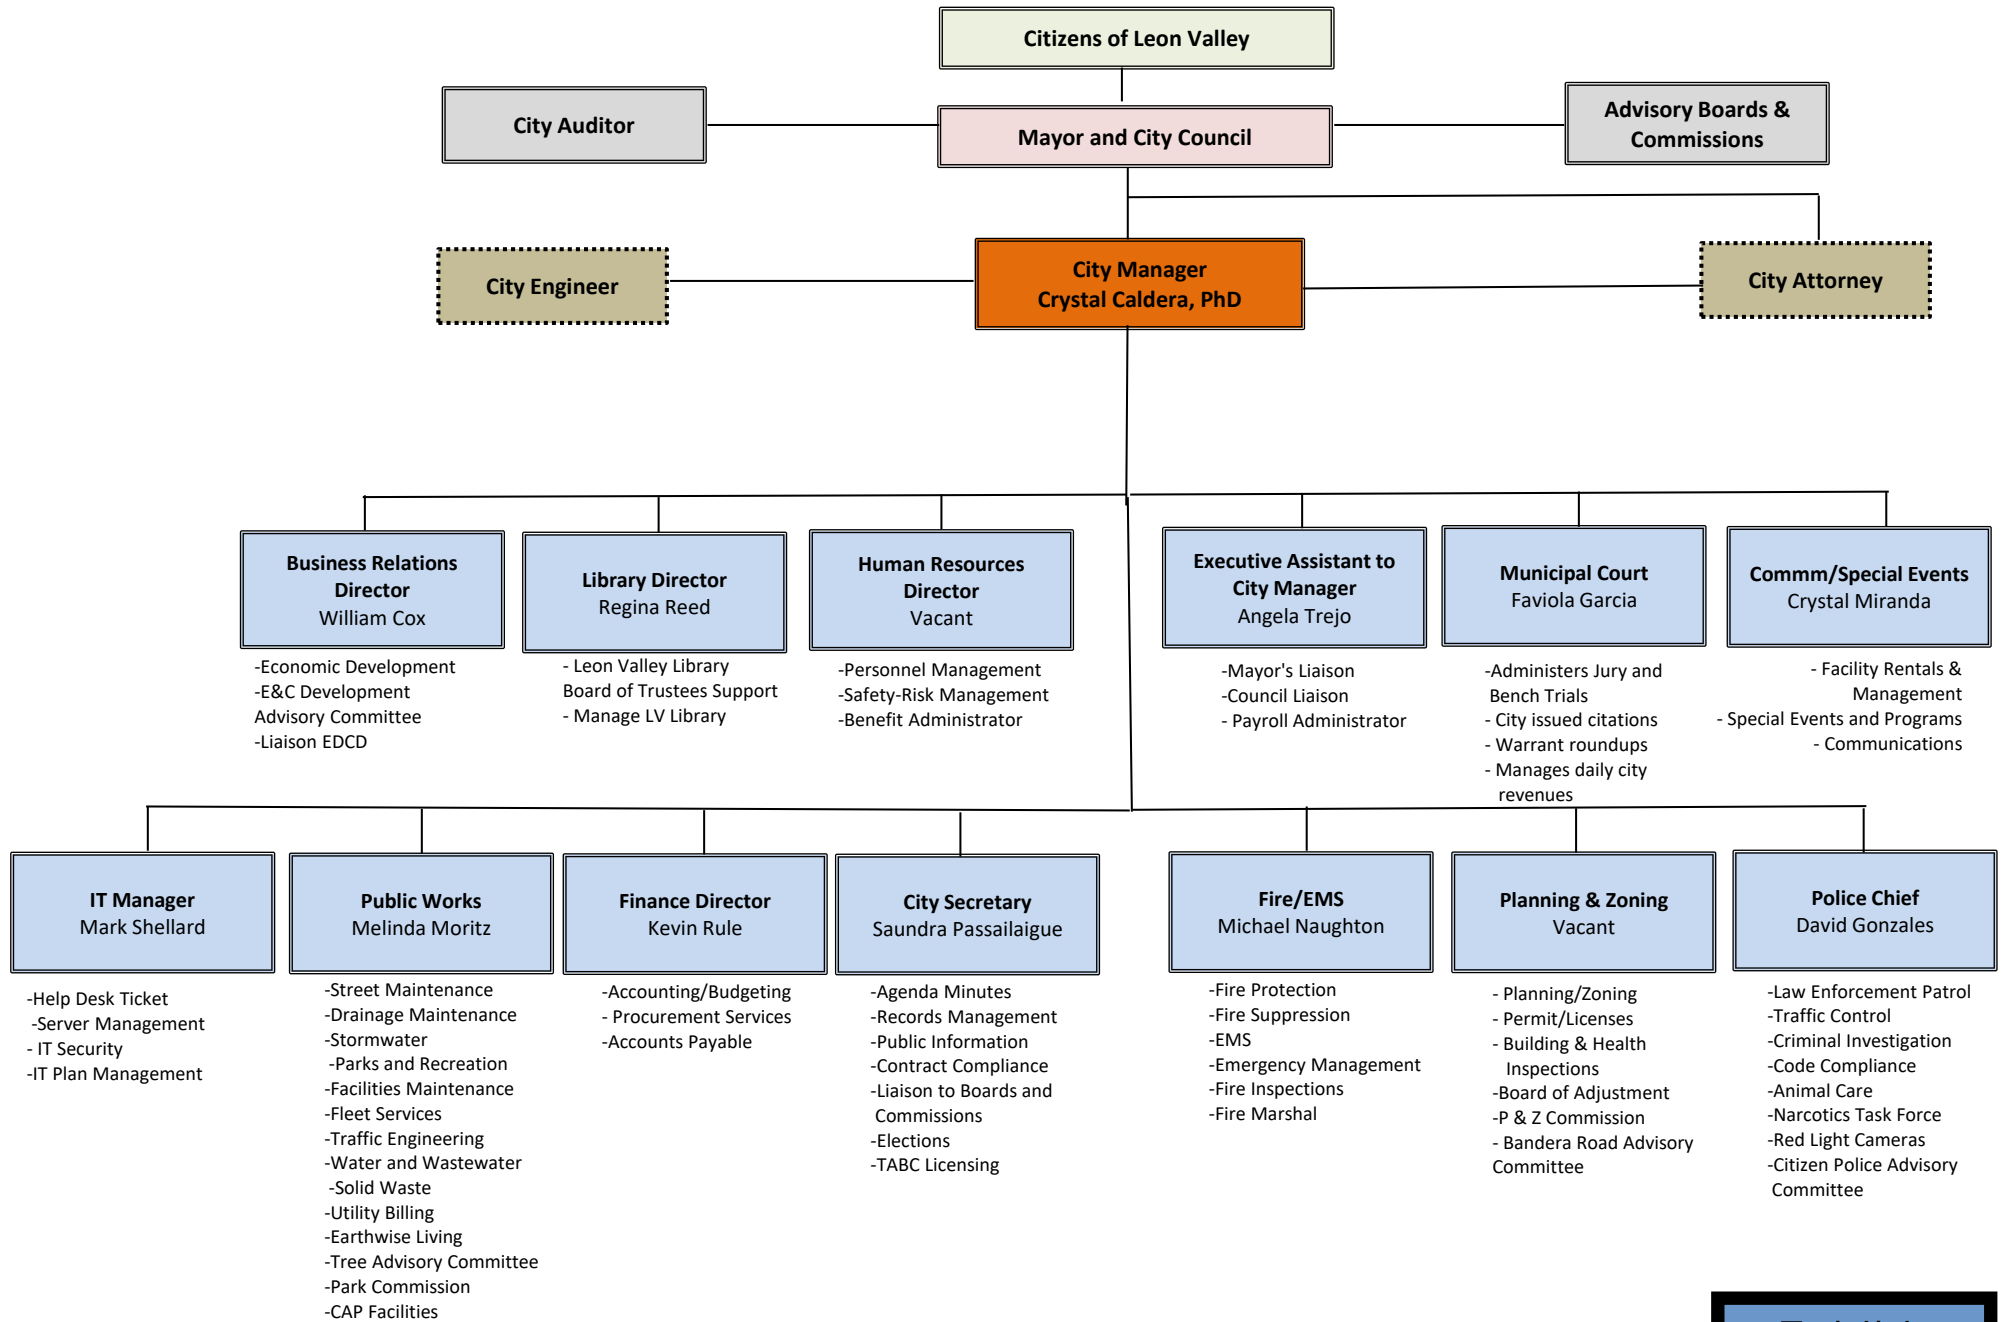 Citizens of Leon Valley
City Auditor
Mayor and City Council
Advisory Boards &
Commissions
City Engineer
City Manager
Crystal Caldera, PhD
City Attorney
Business Relations
Director
William Cox
-Economic Development
-E&C Development
Advisory Committee
-Liaison EDCD
Library Director
Regina Reed
- Leon Valley Library
Board of Trustees Support
- Manage LV Library
Human Resources
Director
Vacant
-Personnel Management
-Safety-Risk Management
-Benefit Administrator
Executive Assistant to
City Manager
Angela Trejo
-Mayor's Liaison
-Council Liaison
- Payroll Administrator
Municipal Court
Faviola Garcia
-Administers Jury and
Bench Trials
- City issued citations
- Warrant roundups
- Manages daily city
revenues
Commm/Special Events
Crystal Miranda
- Facility Rentals &
Management
- Special Events and Programs
- Communications
IT Manager
Mark Shellard
-Help Desk Ticket
-Server Management
- IT Security
-IT Plan Management
Public Works
Melinda Moritz
-Street Maintenance
-Drainage Maintenance
-Stormwater
-Parks and Recreation
-Facilities Maintenance
-Fleet Services
-Traffic Engineering
-Water and Wastewater
-Solid Waste
-Utility Billing
-Earthwise Living
-Tree Advisory Committee
-Park Commission
-CAP Facilities
Finance Director
Kevin Rule
-Accounting/Budgeting
- Procurement Services
-Accounts Payable
City Secretary
Saundra Passailaigue
-Agenda Minutes
-Records Management
-Public Information
-Contract Compliance
-Liaison to Boards and
Commissions
-Elections
-TABC Licensing
Fire/EMS
Michael Naughton
-Fire Protection
-Fire Suppression
-EMS
-Emergency Management
-Fire Inspections
-Fire Marshal
Planning & Zoning
Vacant
- Planning/Zoning
- Permit/Licenses
- Building & Health
Inspections
-Board of Adjustment
-P & Z Commission
- Bandera Road Advisory
Committee
Police Chief
David Gonzales
-Law Enforcement Patrol
-Traffic Control
-Criminal Investigation
-Code Compliance
-Animal Care
-Narcotics Task Force
-Red Light Cameras
-Citizen Police Advisory
Committee